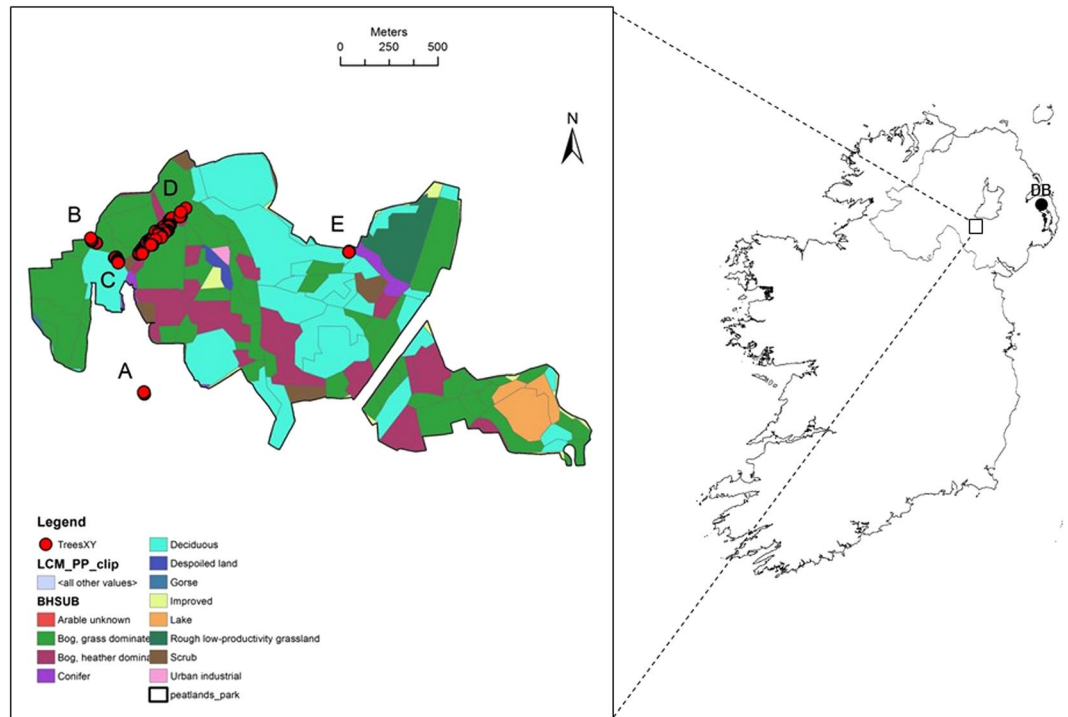 Meters
0 250 500
N
D
B
E
C
A
DB
Legend
TreesXY
LCM_PP_clip
<all other values>
BHSUB
Arable unknown
Bog, grass dominate
Bog, heather domina
Conifer
Deciduous
Despoiled land
Gorse
Improved
Lake
Rough low-productivity grassland
Scrub
Urban industrial
peatlands_park